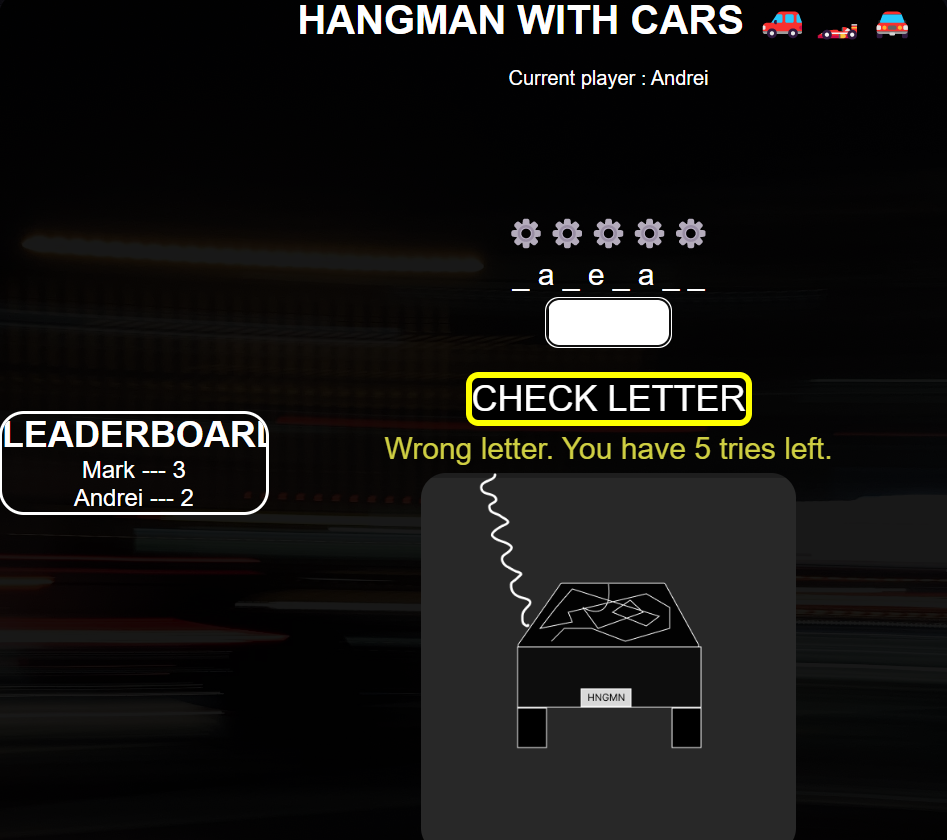 HANGMAN WITH CARS
Current player : Andrei
_ a _ e _ a _ _
CHECK LETTER
Wrong letter. You have 5 tries left.
LEADERBOARD
Mark --- 3
Andrei --- 2
HNGMN